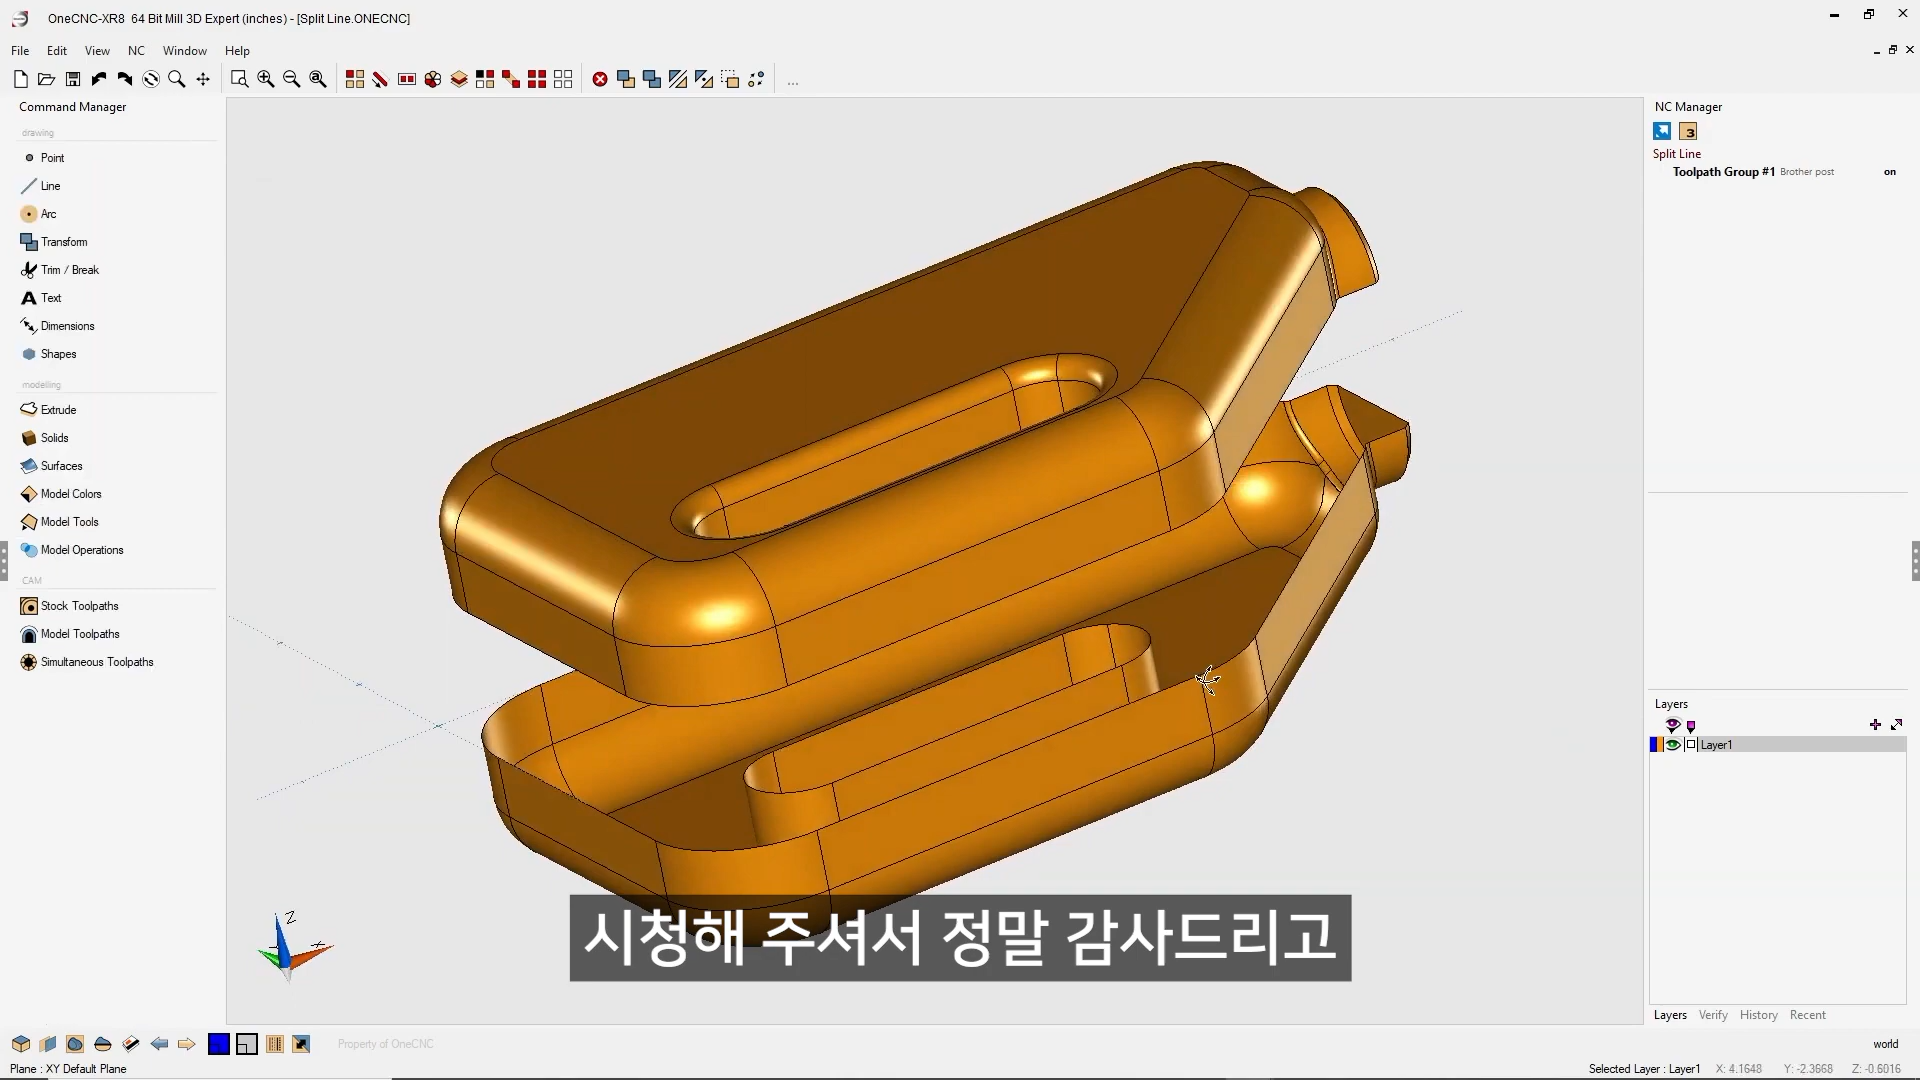 OneCNC-XR8 64 Bit Mill 3D Expert (inches) - [Split Line.ONECNC]
File Edit View NC Window Help
...
Command Manager
drawing
Point
Line
Arc
Transform
Trim / Break
Text
Dimensions
Shapes
modelling
Extrude
Solids
Surfaces
Model Colors
Model Tools
Model Operations
CAM
Stock Toolpaths
Model Toolpaths
Simultaneous Toolpaths
Z
시청해 주셔서 정말 감사드리고
NC Manager
3
Split Line
Toolpath Group #1 Brother post on
Layers
Layer1
Layers Verify History Recent
Property of OneCNC
world
Plane : XY Default Plane
Selected Layer : Layer1 X: 4.1648 Y: -2.3668 Z: -0.6016